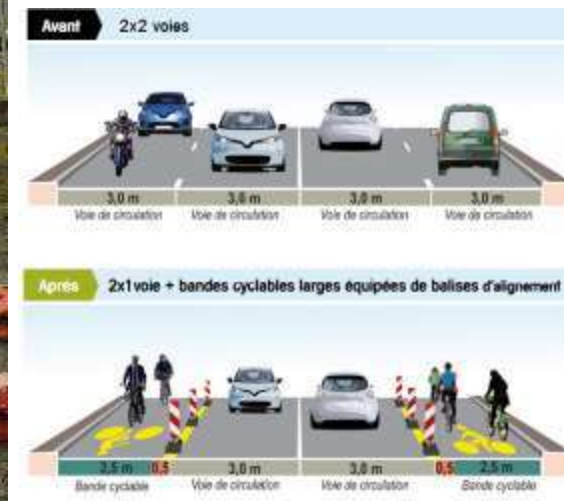 Avant 2x2 voies
3,0 m 3,0 m 3,0 m 3,0 m
Voie de circulation Voie de circulation Voie de circulation Voie de circulation
Après 2x1 voie + bandes cyclables larges équipées de balises d'alignement
2,5 m 0,5 3,0 m 3,0 m 0,5 2,5 m
Bande cyclable Voie de circulation Voie de circulation Bande cyclable